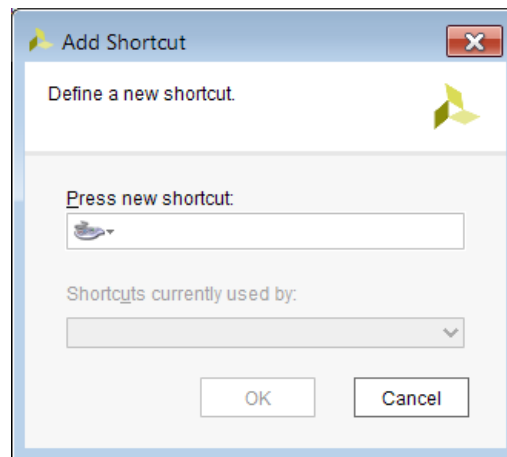 Add Shortcut
Define a new shortcut.
Press new shortcut:
Shortcuts currently used by:
OK
Cancel